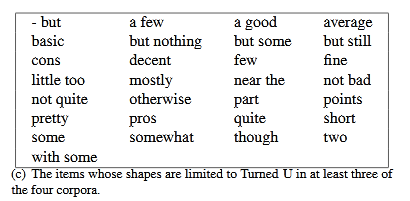 - but a few a good average
basic but nothing but some but still
cons decent few fine
little too mostly near the not bad
not quite otherwise part points
pretty pros quite short
some somewhat though two
with some
(c) The items whose shapes are limited to Turned U in at least three of
the four corpora.